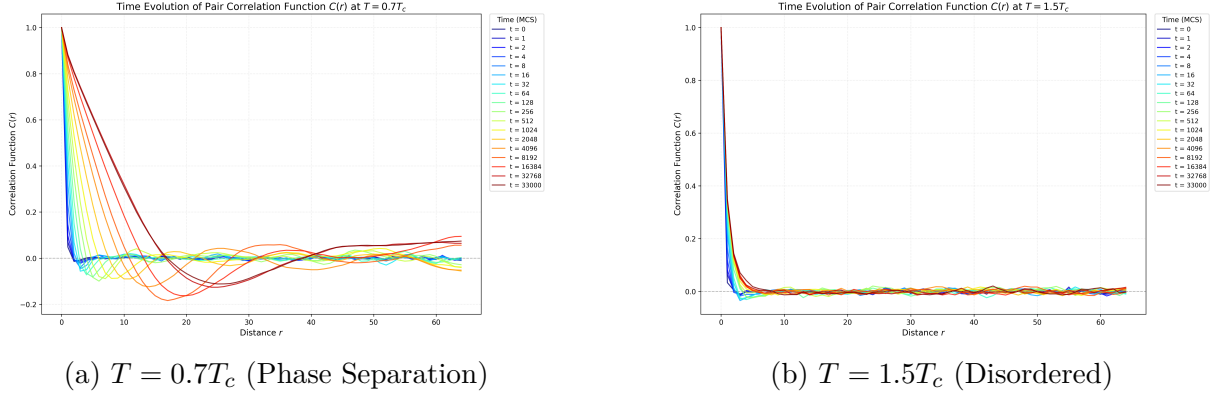 Time Evolution of Pair Correlation Function C(r) at T = 0.7T_c
Correlation Function C(r)
1.0
0.8
0.6
0.4
0.2
0.0
−0.2
0
10
20
30
40
50
60
Distance r
Time (MCS)
t = 0
t = 1
t = 2
t = 4
t = 8
t = 16
t = 32
t = 64
t = 128
t = 256
t = 512
t = 1024
t = 2048
t = 4096
t = 8192
t = 16384
t = 32768
t = 33000
(a) T = 0.7T_c (Phase Separation)
Time Evolution of Pair Correlation Function C(r) at T = 1.5T_c
Correlation Function C(r)
1.0
0.8
0.6
0.4
0.2
0.0
0
10
20
30
40
50
60
Distance r
Time (MCS)
t = 0
t = 1
t = 2
t = 4
t = 8
t = 16
t = 32
t = 64
t = 128
t = 256
t = 512
t = 1024
t = 2048
t = 4096
t = 8192
t = 16384
t = 32768
t = 33000
(b) T = 1.5T_c (Disordered)